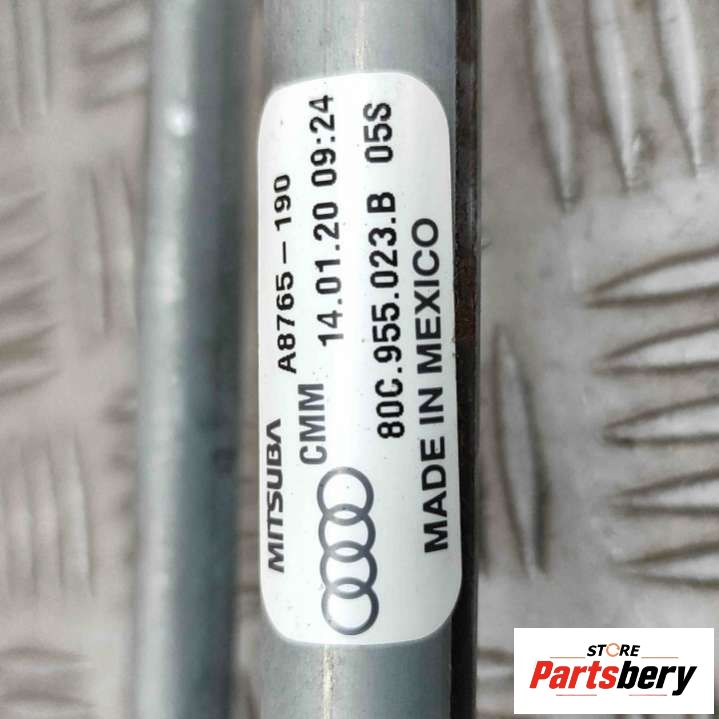 MITSUBA A8765-190
CMM 14.01.20 09:24
80C.955.023.B 05S
MADE IN MEXICO
STORE
Partsbery